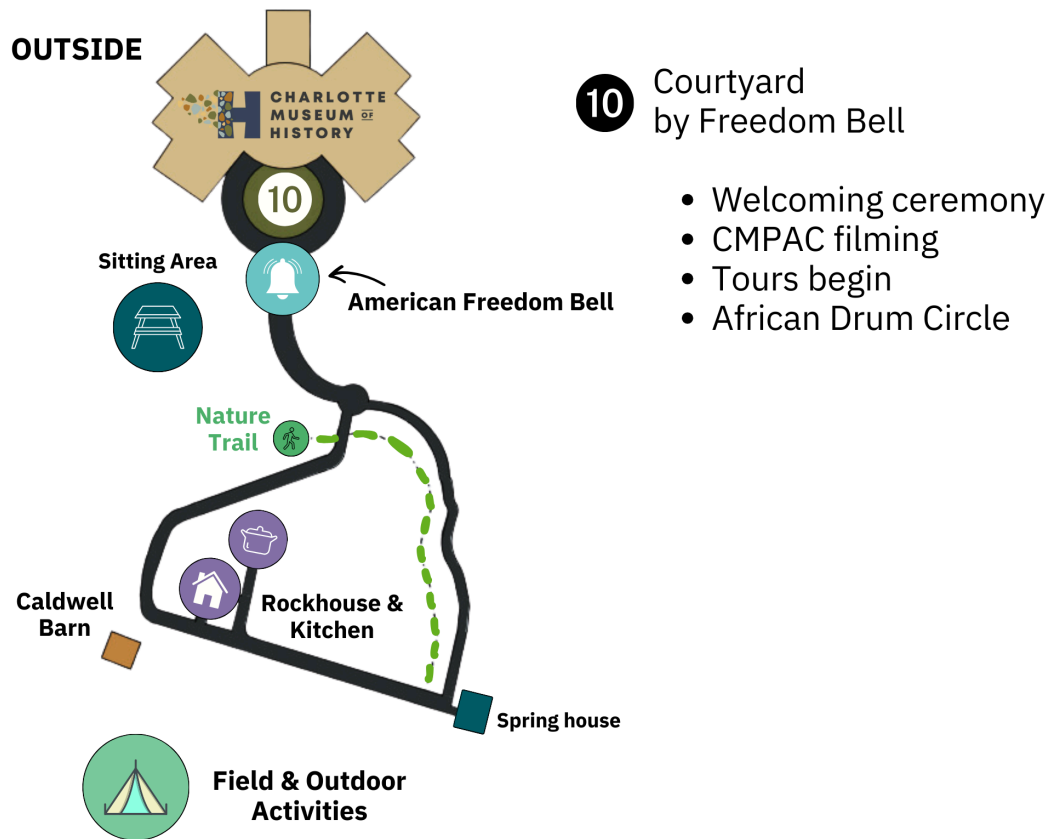 OUTSIDE
CHARLOTTE
MUSEUM OF
HISTORY
10
10
Courtyard
by Freedom Bell
• Welcoming ceremony
• CMPAC filming
• Tours begin
• African Drum Circle
Sitting Area
American Freedom Bell
Nature
Trail
Caldwell
Barn
Rockhouse &
Kitchen
Spring house
Field & Outdoor
Activities